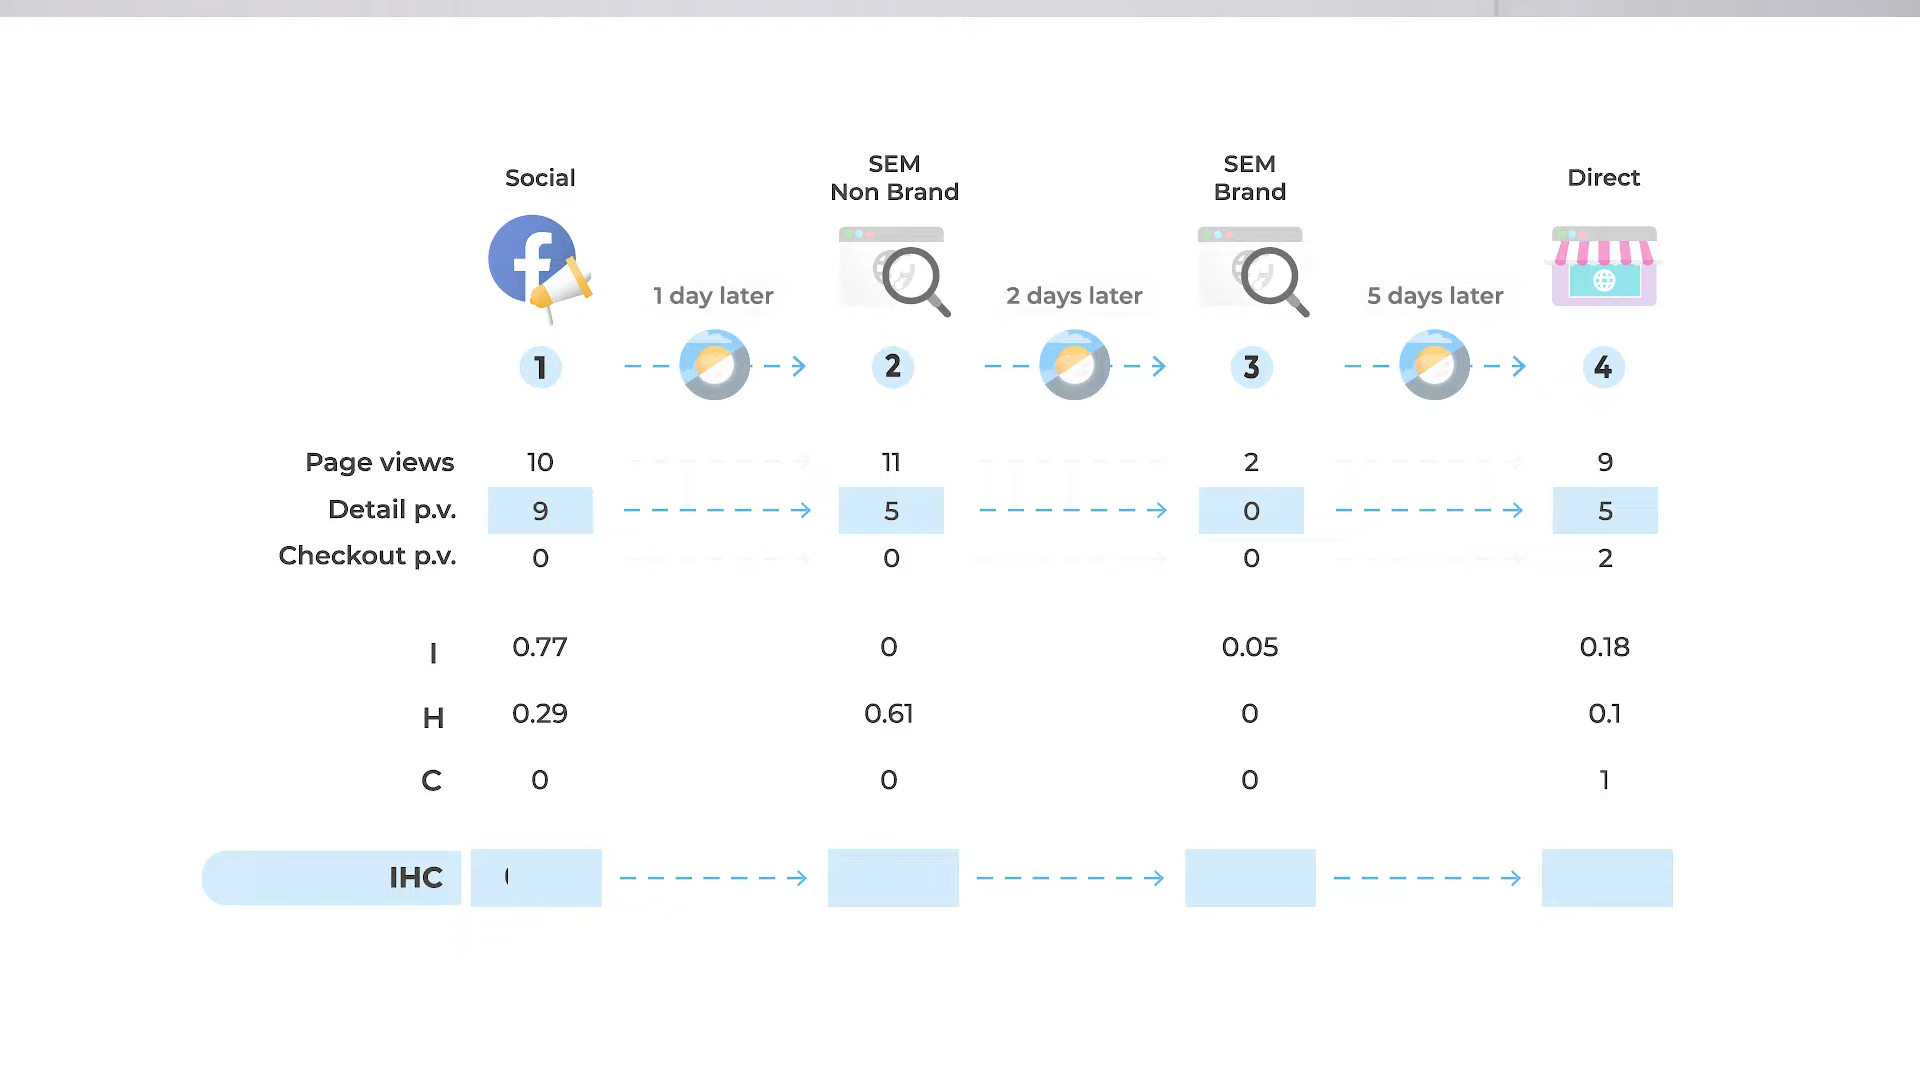 Social
SEM
Non Brand
SEM
Brand
Direct
1 day later
2 days later
5 days later
1
2
3
4
Page views 10 11 2 9
Detail p.v. 9 5 0 5
Checkout p.v. 0 0 0 2
I 0.77 0 0.05 0.18
H 0.29 0.61 0 0.1
C 0 0 0 1
IHC